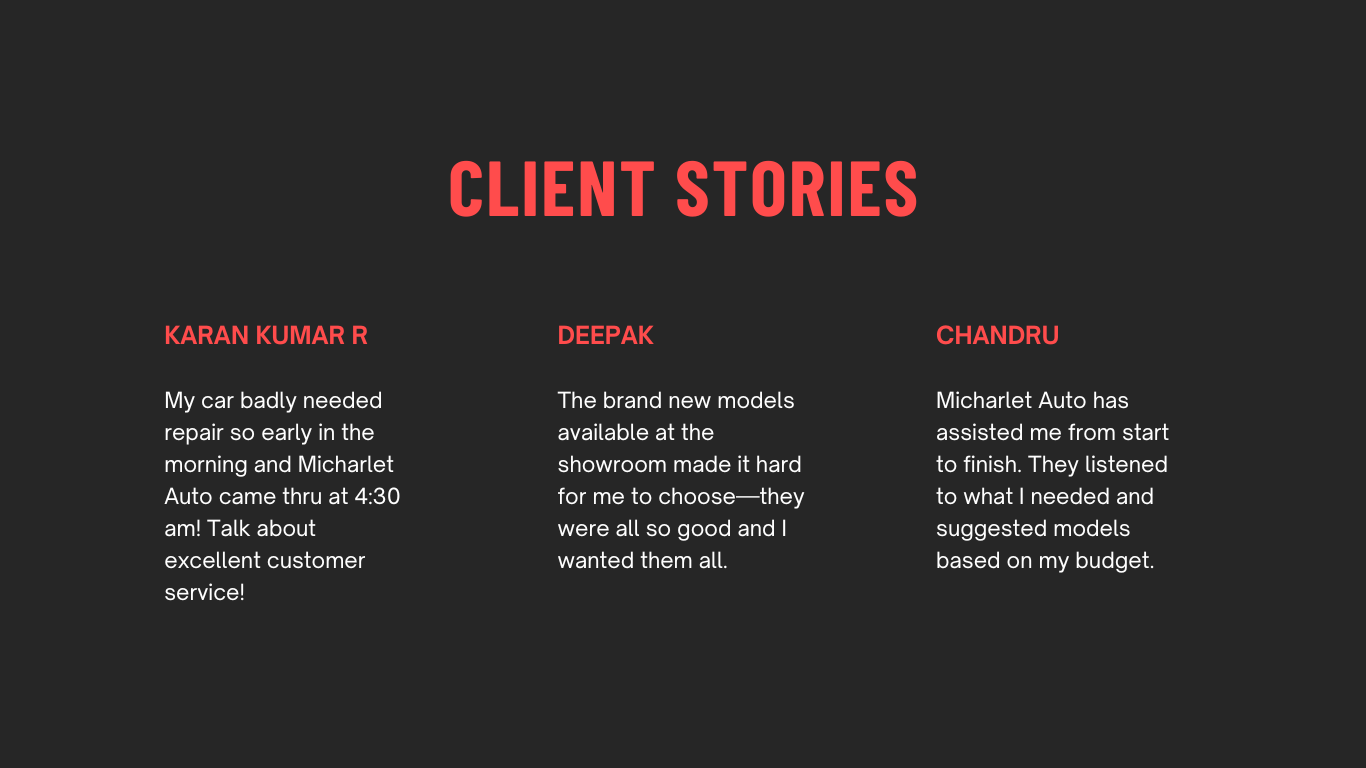 CLIENT STORIES
KARAN KUMAR R
My car badly needed
repair so early in the
morning and Micharlet
Auto came thru at 4:30
am! Talk about
excellent customer
service!
DEEPAK
The brand new models
available at the
showroom made it hard
for me to choose—they
were all so good and I
wanted them all.
CHANDRU
Micharlet Auto has
assisted me from start
to finish. They listened
to what I needed and
suggested models
based on my budget.